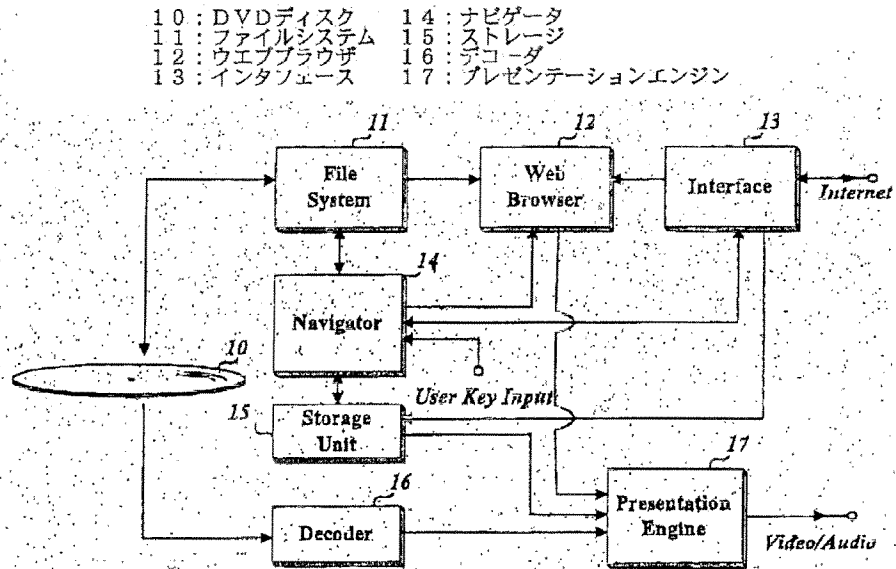 10:DVDディスク 14:ナビゲータ
11:ファイルシステム 15:ストレージ
12:ウエブブラウザ 16:デコーダ
13:インタフェース 17:プレゼンテーションエンジン
11
12
13
File
System
Web
Browser
Interface
Internet
14
Navigator
10
User Key Input
15
Storage
Unit
17
16
Presentation
Engine
Decoder
Video/Audio